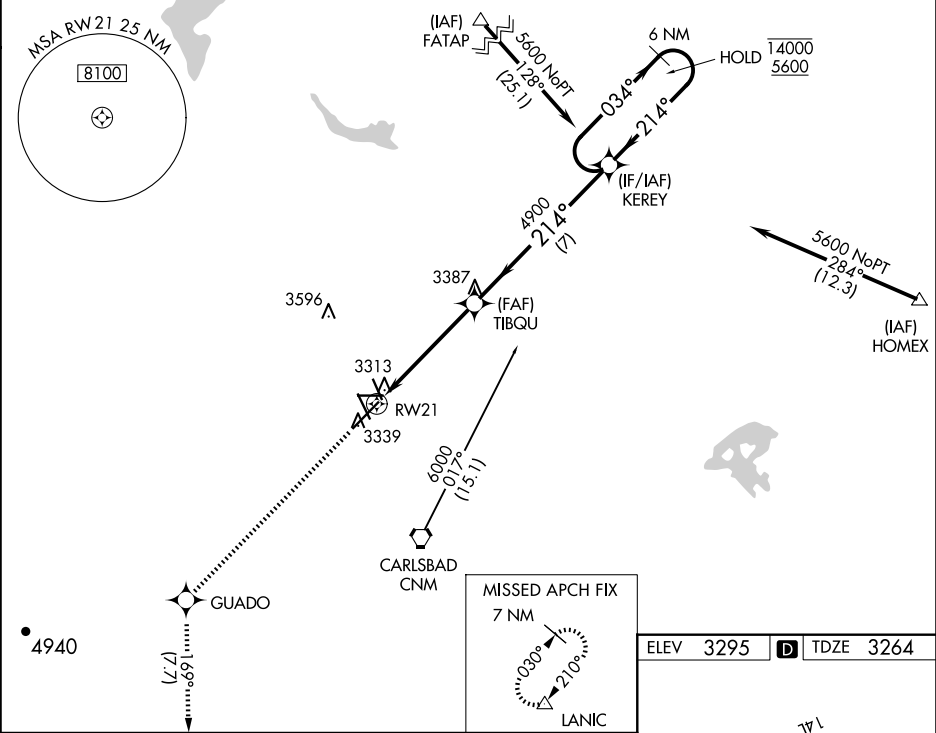 MSA RW21 25 NM
8100
(IAF)
FATAP
5600 NoPT
128°
(25.1)
6 NM
HOLD
14000
5600
034°
214°
(IF/IAF)
KEREY
4900
214°
(7)
5600 NoPT
284°
(12.3)
(IAF)
HOMEX
3387
(FAF)
TIBQU
3596
3313
RW21
3339
6000
017°
(15.1)
CARLSBAD
CNM
GUADO
4940
169°
(7.7)
MISSED APCH FIX
7 NM
030°
210°
LANIC
ELEV 3295 D TDZE 3264
14L